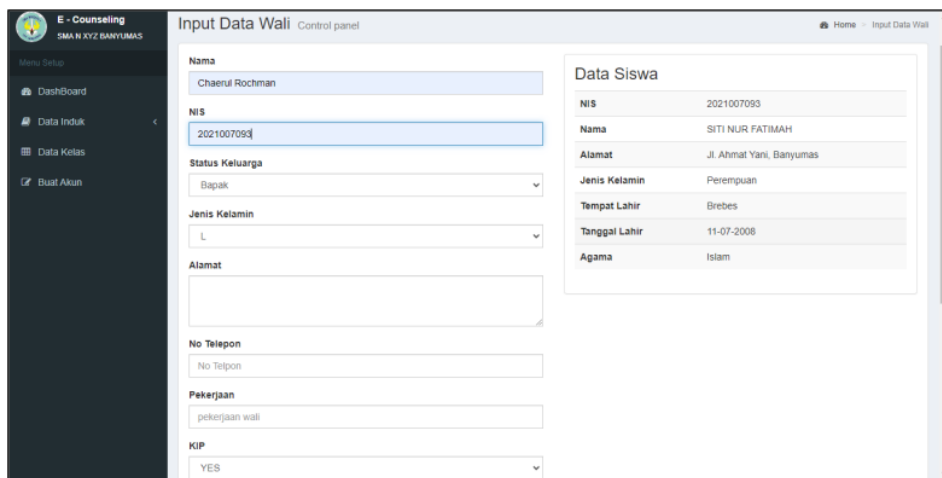 E - Counseling
SMA N XYZ BANYUMAS
Menu Setup
DashBoard
Data Induk
Data Kelas
Buat Akun
Input Data Wali Control panel
Home > Input Data Wali
Nama
Chaerul Rochman
NIS
2021007093
Status Keluarga
Bapak
Jenis Kelamin
L
Alamat
No Telepon
No Telpon
Pekerjaan
pekerjaan wali
KIP
YES
Data Siswa
NIS 2021007093
Nama SITI NUR FATIMAH
Alamat Jl. Ahmat Yani, Banyumas
Jenis Kelamin Perempuan
Tempat Lahir Brebes
Tanggal Lahir 11-07-2008
Agama Islam